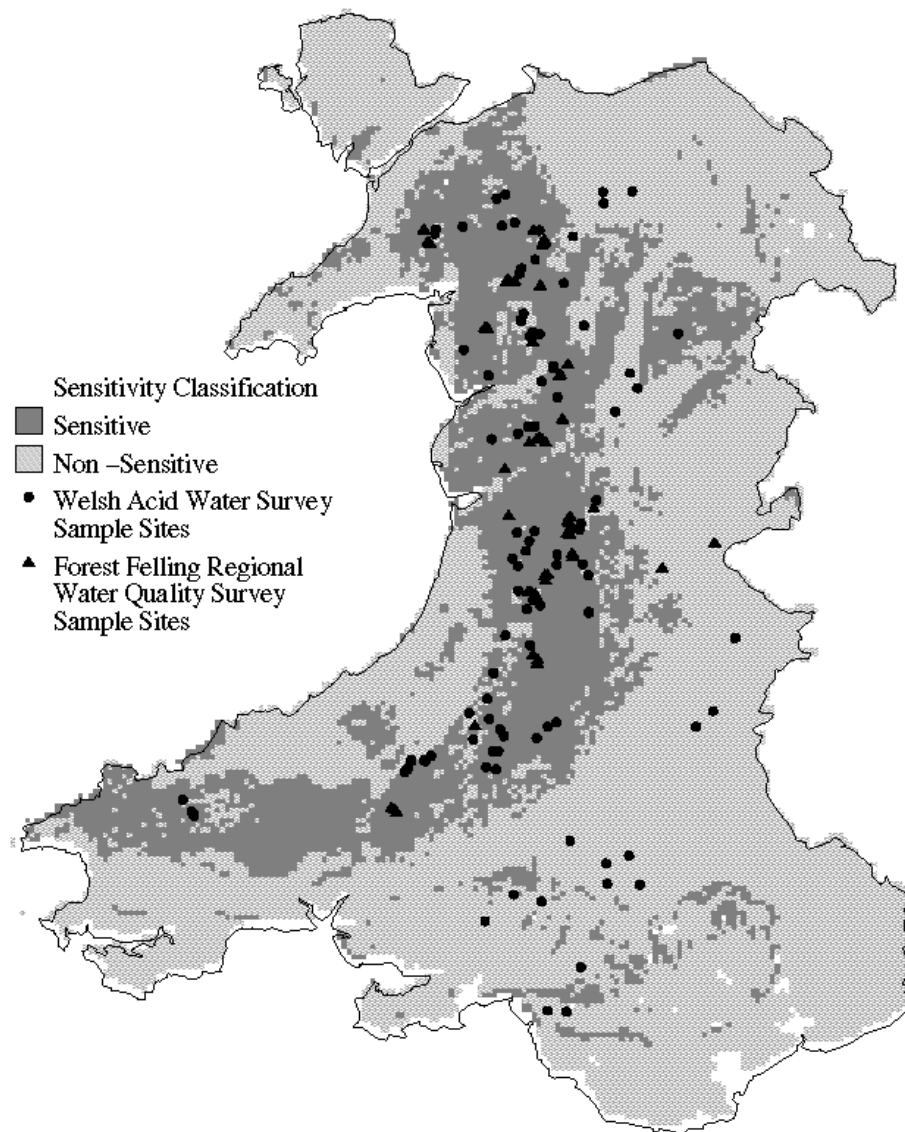 Sensitivity Classification
Sensitive
Non –Sensitive
Welsh Acid Water Survey
Sample Sites
Forest Felling Regional
Water Quality Survey
Sample Sites